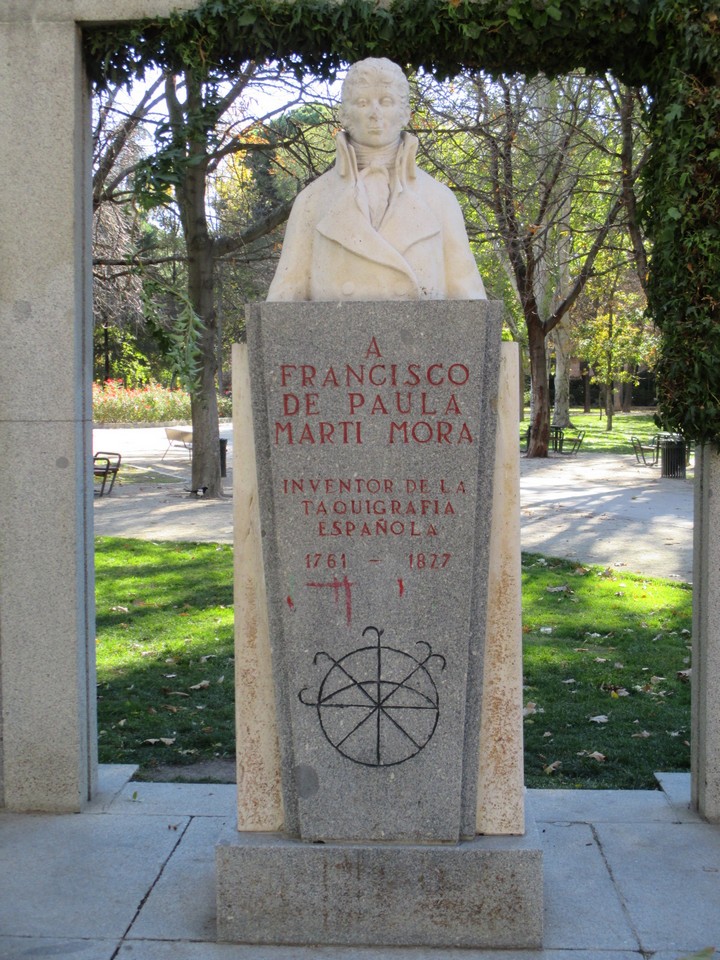 A
FRANCISCO
DE PAULA
MARTI MORA
INVENTOR DE LA
TAQUIGRAFIA
ESPAÑOLA
1761 - 1827